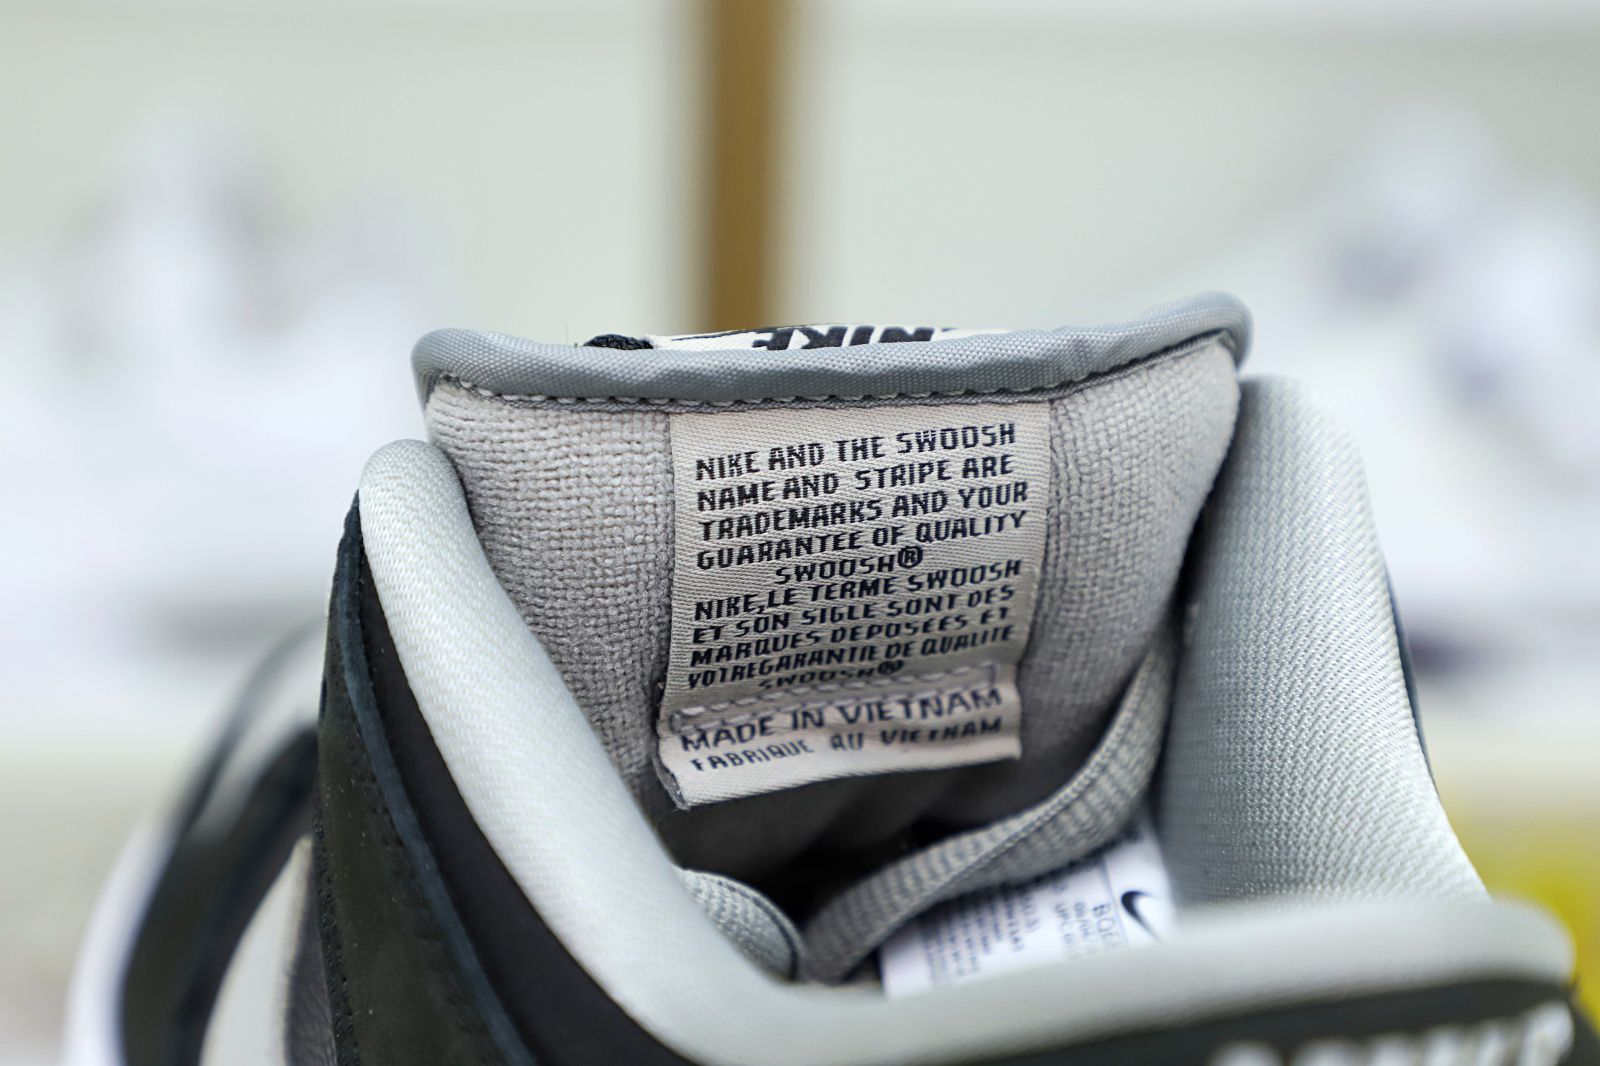 NIKE
NIKE AND THE SWOOSH
NAME AND STRIPE ARE
TRADEMARKS AND YOUR
GUARANTEE OF QUALITY
SWOOSH®
NIKE,LE TERME SWOOSH
ET SON SIGLE SONT DES
MARQUES DEPOSEES ET
VOTREGARANTIE DE QUALITE
SWOOSH®
MADE IN VIETNAM
FABRIQUE AU VIETNAM